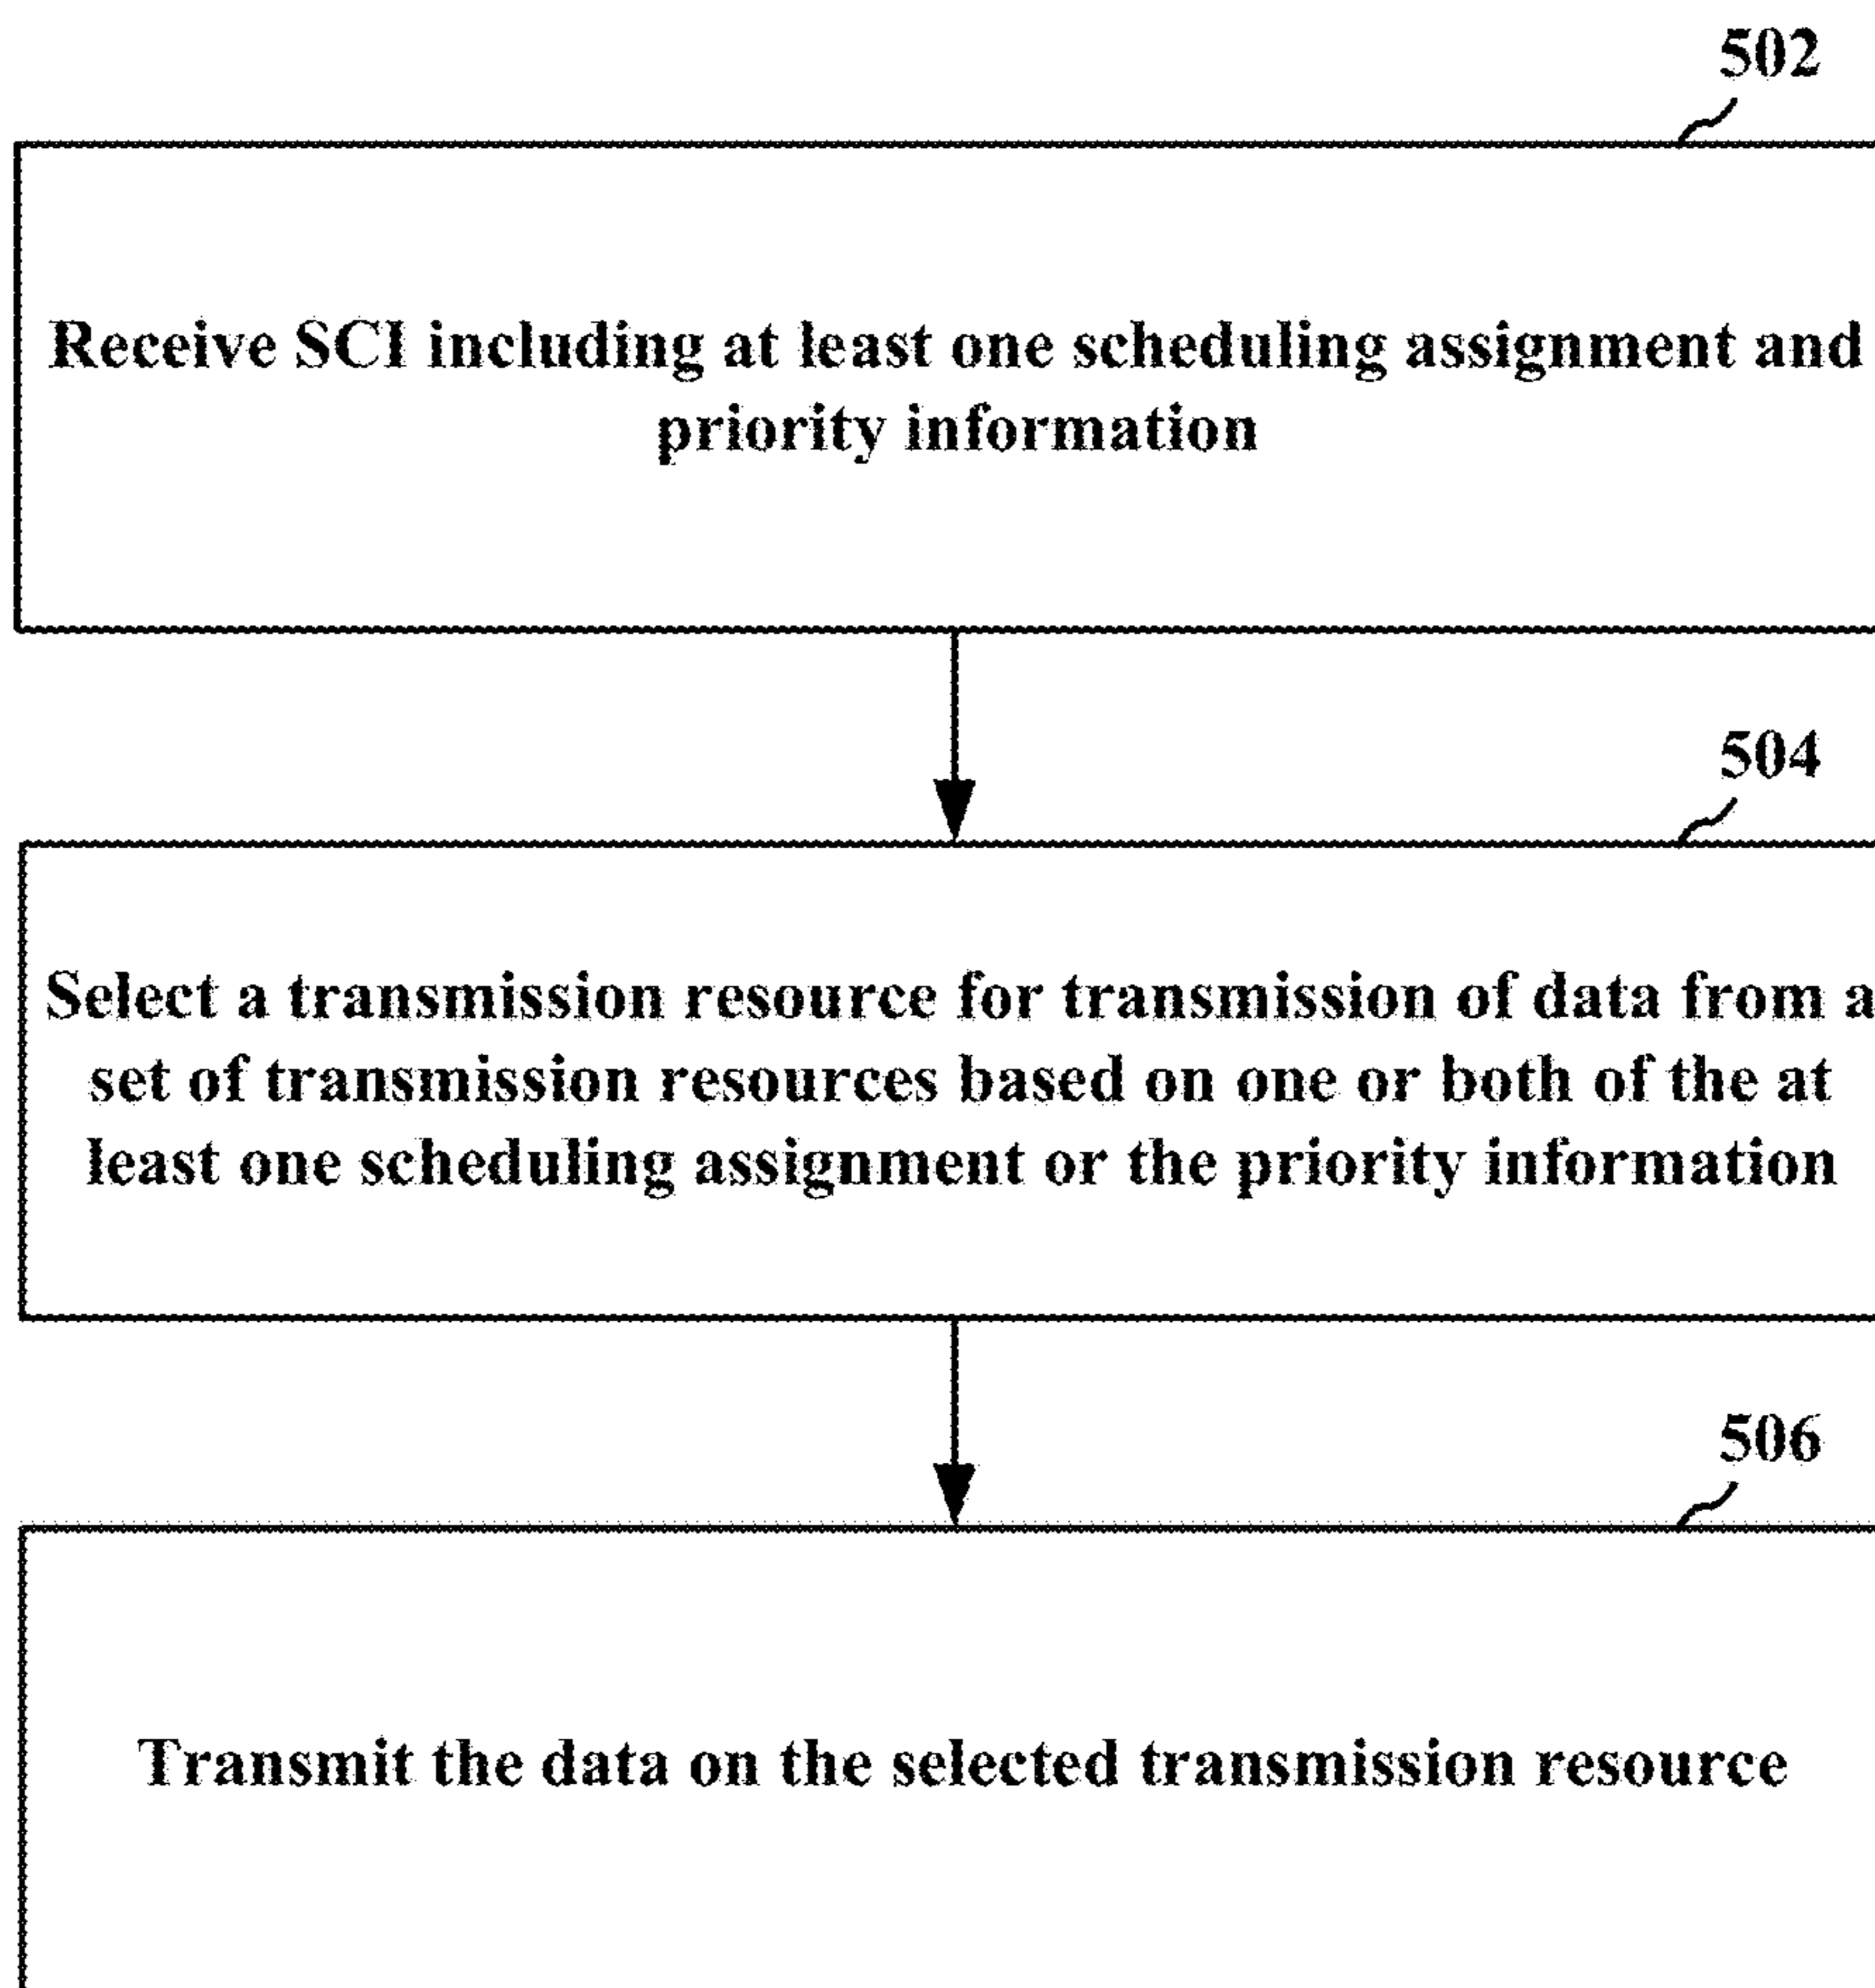 502
Receive SCI including at least one scheduling assignment and
priority information
504
Select a transmission resource for transmission of data from a
set of transmission resources based on one or both of the at
least one scheduling assignment or the priority information
506
Transmit the data on the selected transmission resource